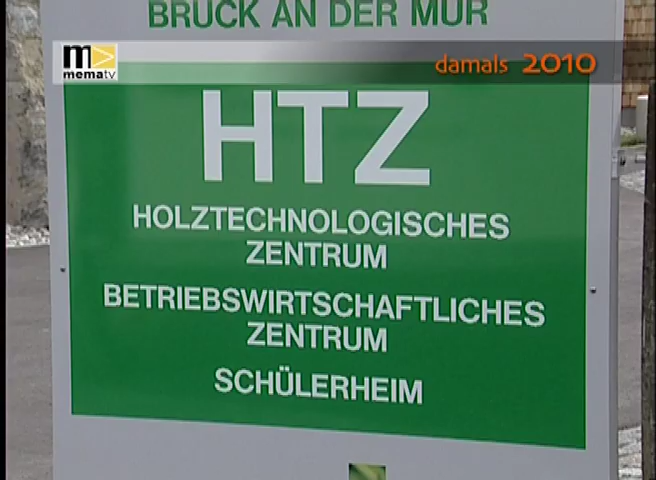 BRUCK AN DER MUR
mema tv
damals 2010
HTZ
HOLZTECHNOLOGISCHES
ZENTRUM
BETRIEBSWIRTSCHAFTLICHES
ZENTRUM
SCHÜLERHEIM